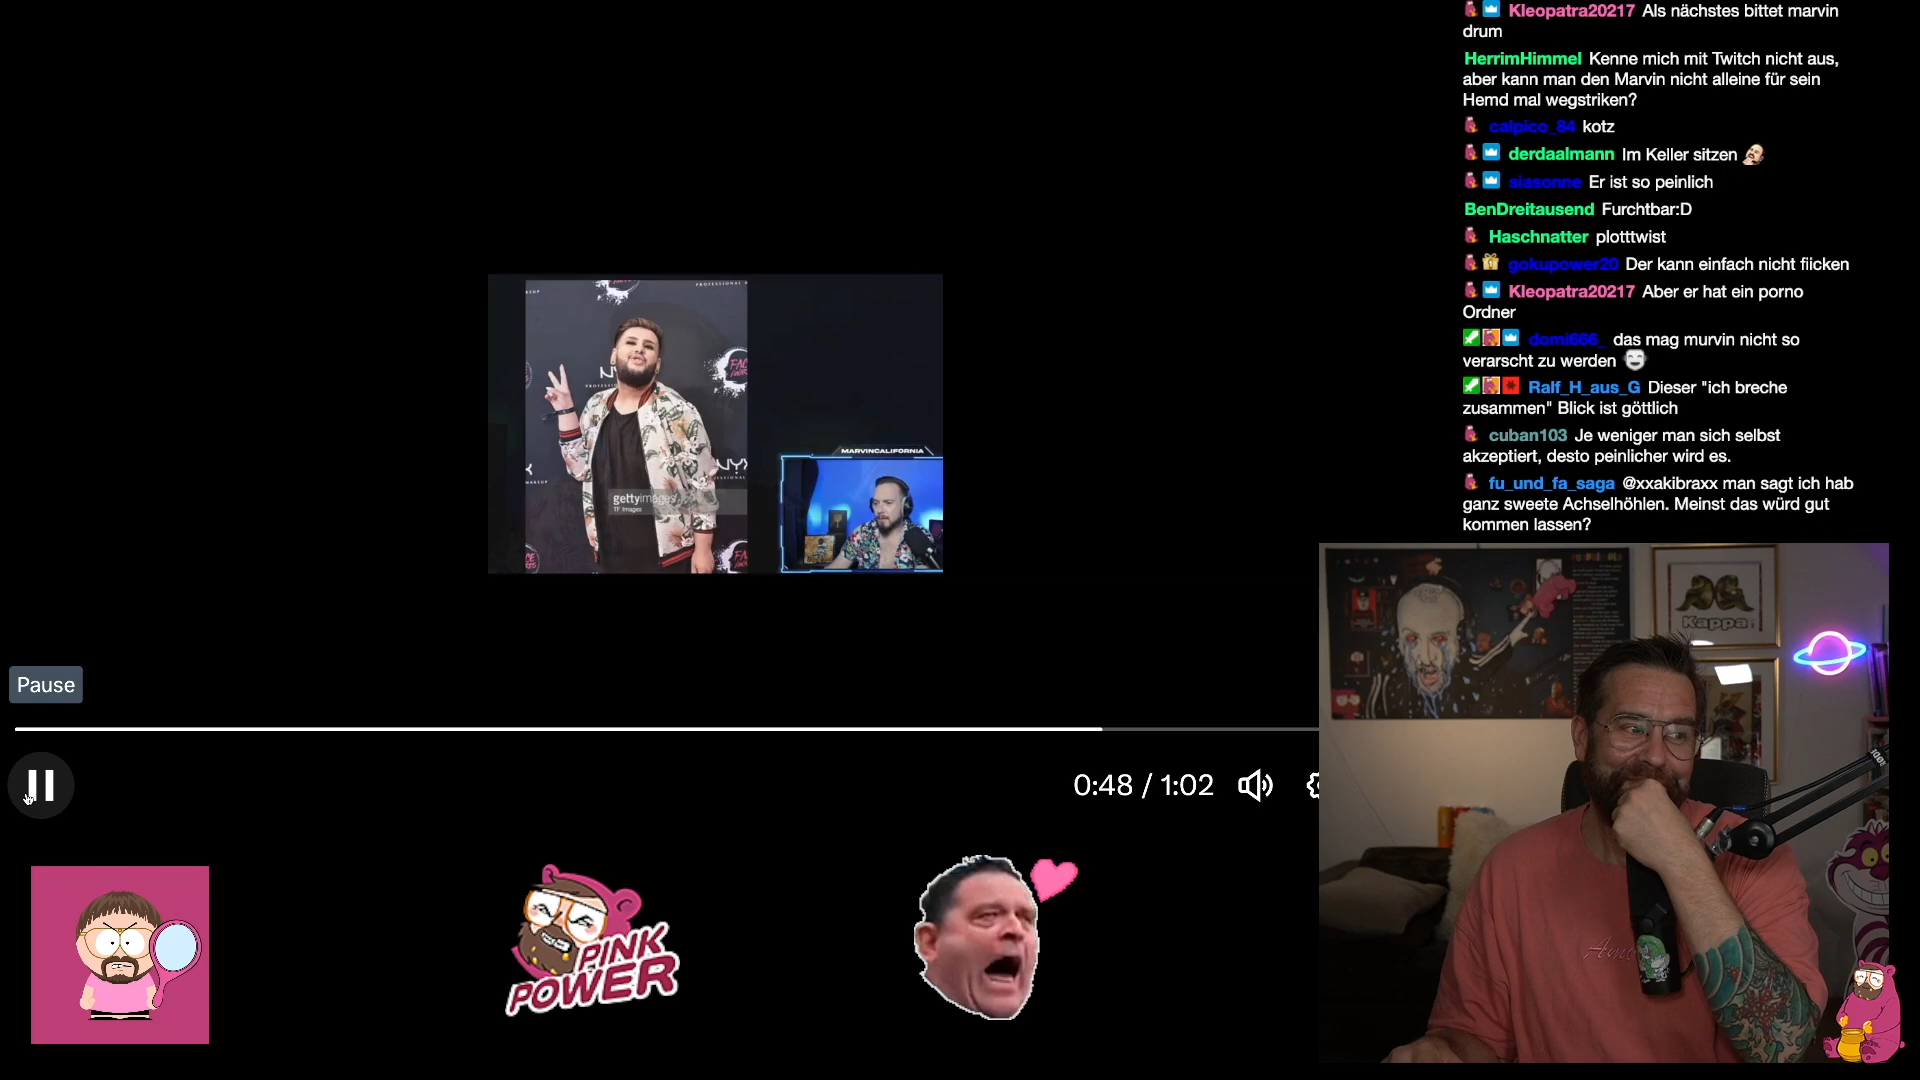 Kleopatra20217 Als nächstes bittet marvin
drum
HerrimHimmel Kenne mich mit Twitch nicht aus,
aber kann man den Marvin nicht alleine für sein
Hemd mal wegstriken?
calpico_84 kotz
derdaalmann Im Keller sitzen
siasonne Er ist so peinlich
BenDreitausend Furchtbar:D
Haschnatter plotttwist
gokupower20 Der kann einfach nicht fiicken
Kleopatra20217 Aber er hat ein porno
Ordner
domi666_ das mag murvin nicht so
verarscht zu werden
Ralf_H_aus_G Dieser "ich breche
zusammen" Blick ist göttlich
cuban103 Je weniger man sich selbst
akzeptiert, desto peinlicher wird es.
fu_und_fa_saga @xxakibraxx man sagt ich hab
ganz sweete Achselhöhlen. Meinst das würd gut
kommen lassen?
MARVINCALIFORNIA
gettyimages
TF Images
Kappa
Pause
0:48 / 1:02
PINK
POWER